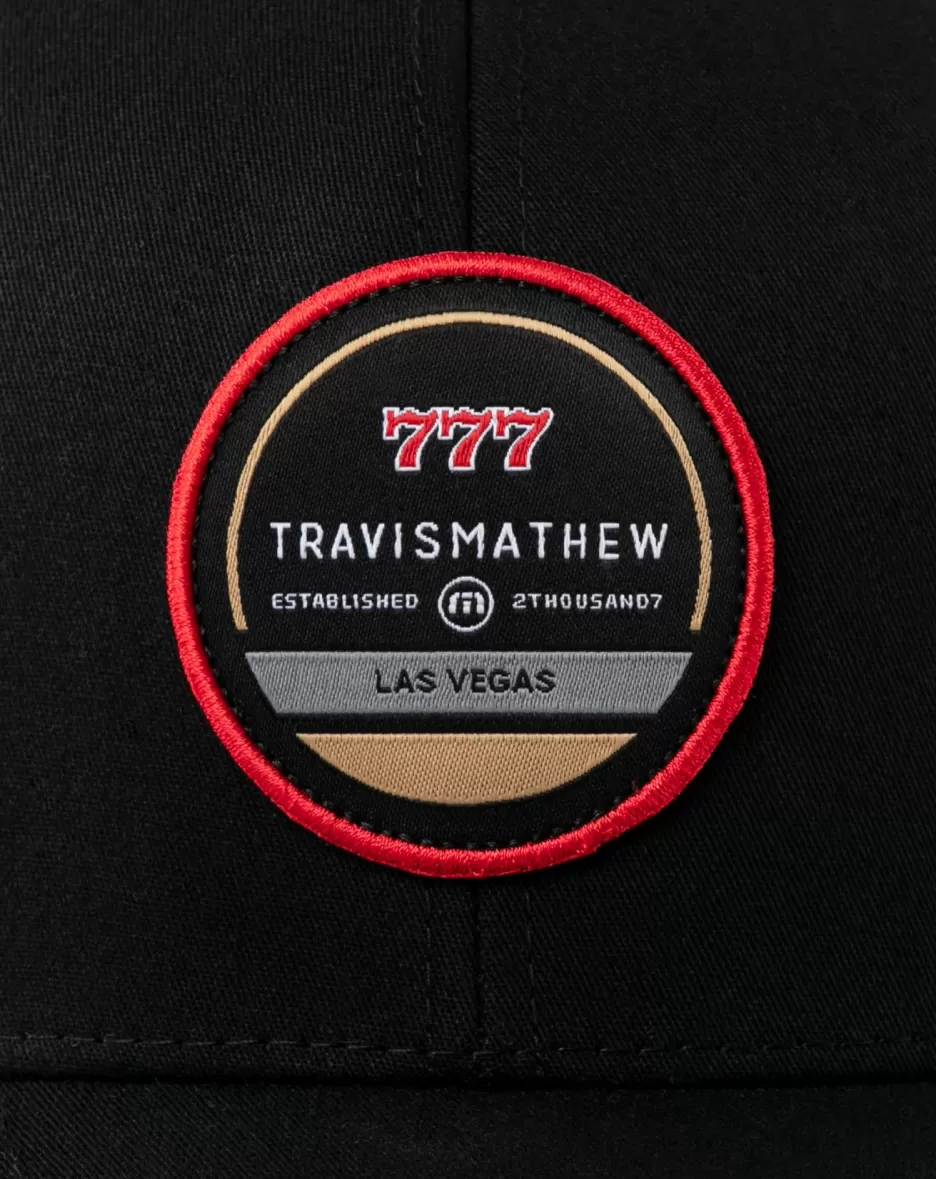 777
TRAVISMATHEW
ESTABLISHED m 2THOUSAND7
LAS VEGAS